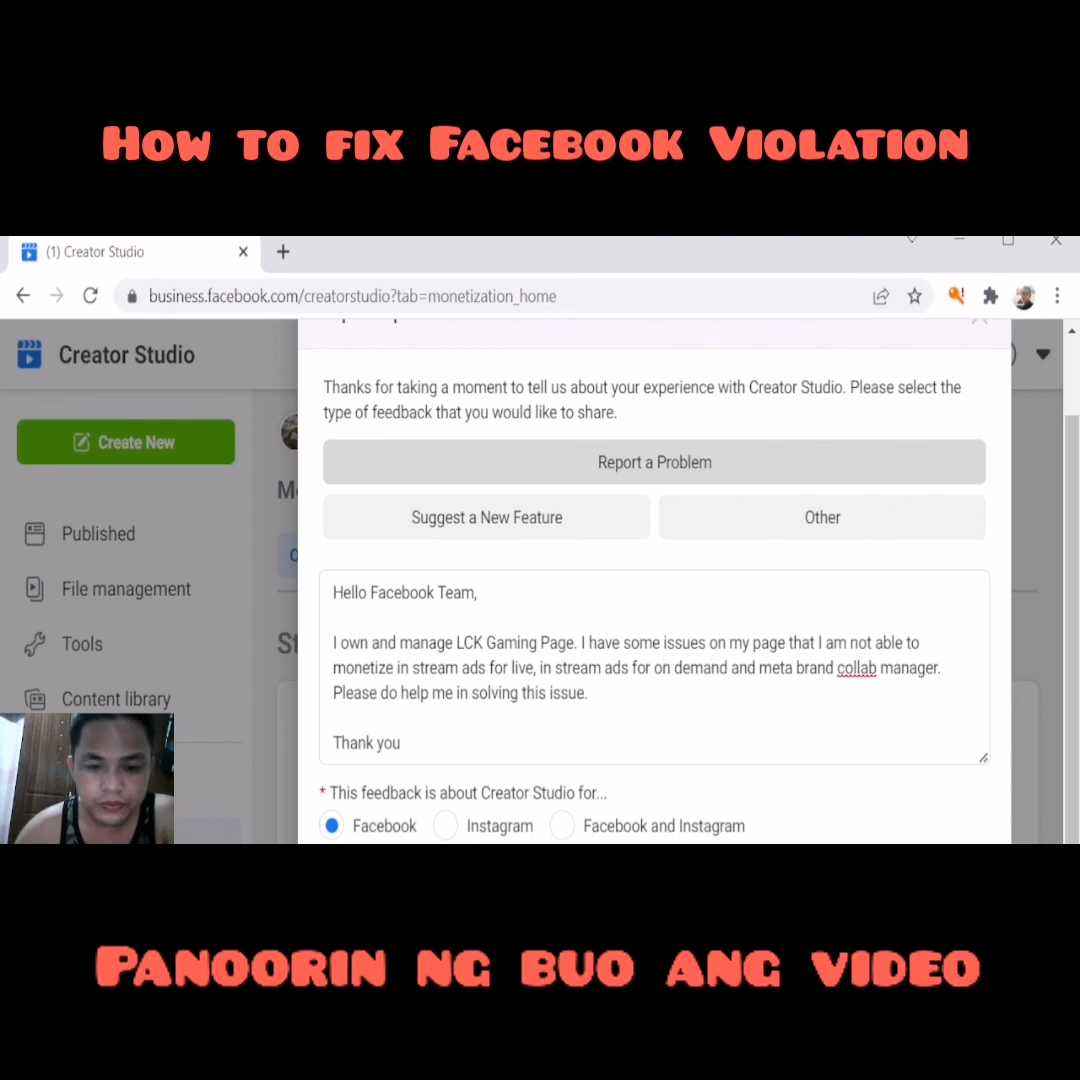 How to fix Facebook Violation
(1) Creator Studio
business.facebook.com/creatorstudio?tab=monetization_home
Creator Studio
Thanks for taking a moment to tell us about your experience with Creator Studio. Please select the
type of feedback that you would like to share.
Create New
Report a Problem
Suggest a New Feature
Other
Published
File management
Tools
Content library
Hello Facebook Team,
I own and manage LCK Gaming Page. I have some issues on my page that I am not able to
monetize in stream ads for live, in stream ads for on demand and meta brand collab manager.
Please do help me in solving this issue.
Thank you
* This feedback is about Creator Studio for...
Facebook
Instagram
Facebook and Instagram
Panoorin ng buo ang video